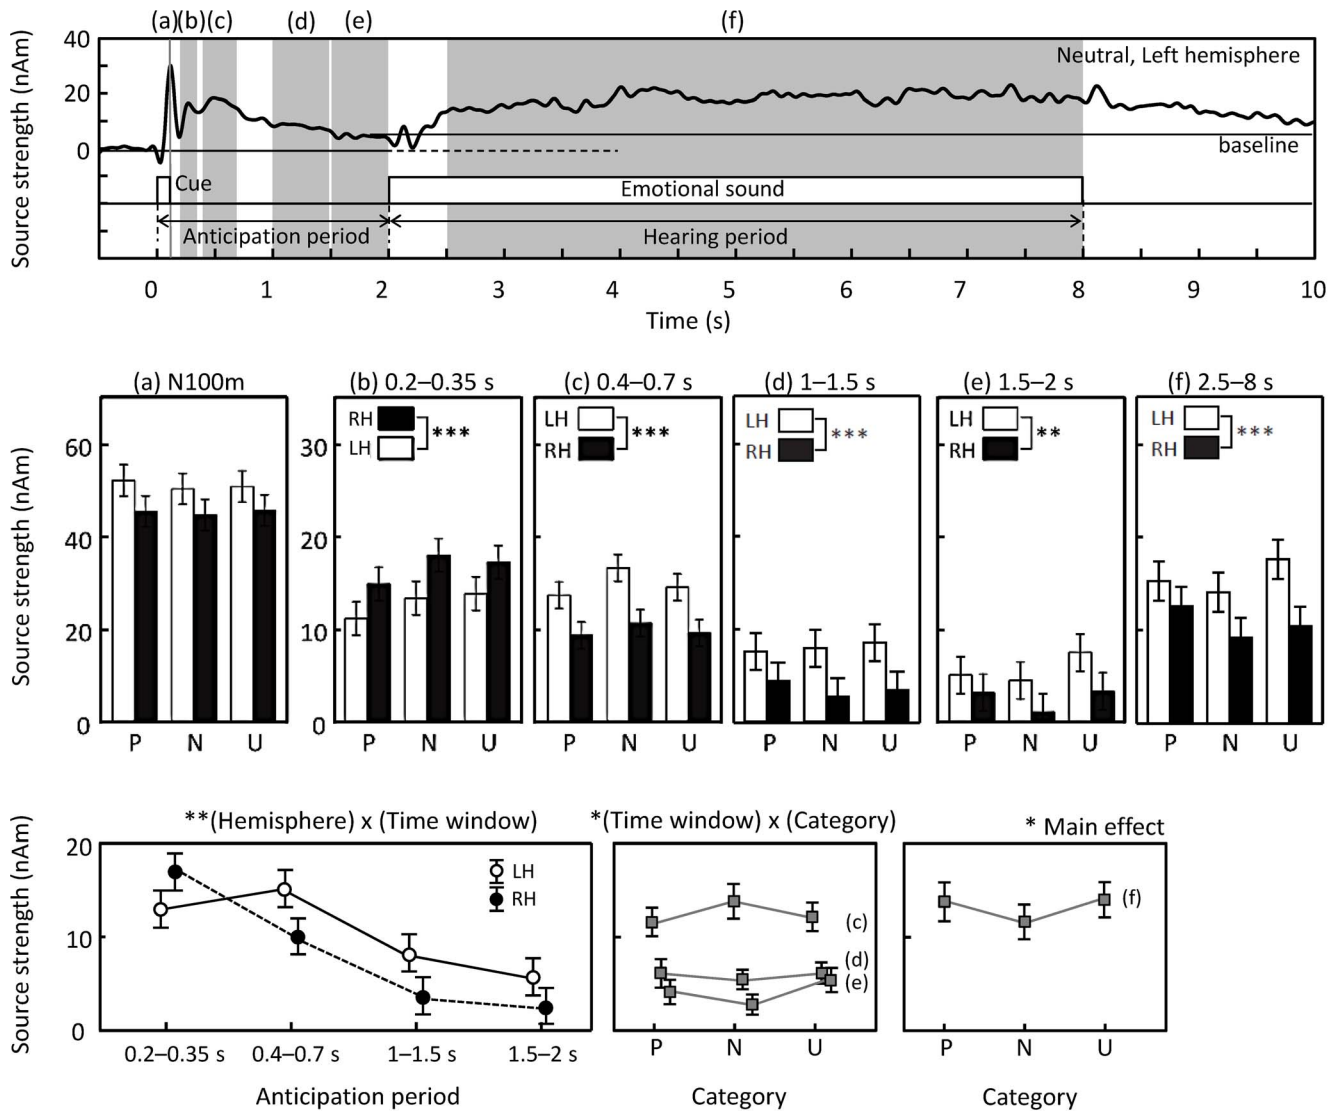 (a)(b)(c) (d) (e) (f)
Source strength (nAm)
40
20
0
Neutral, Left hemisphere
baseline
Cue
Emotional sound
Anticipation period
Hearing period
0 1 2 3 4 5 6 7 8 9 10
Time (s)
(a) N100m
(b) 0.2–0.35 s
(c) 0.4–0.7 s
(d) 1–1.5 s
(e) 1.5–2 s
(f) 2.5–8 s
Source strength (nAm)
60
40
20
0
P N U
30
20
10
0
RH
LH
***
P N U
LH
RH
***
P N U
LH
RH
***
P N U
LH
RH
**
P N U
LH
RH
***
P N U
**(Hemisphere) x (Time window)
Source strength (nAm)
20
10
0
LH
RH
0.2–0.35 s 0.4–0.7 s 1–1.5 s 1.5–2 s
Anticipation period
*(Time window) x (Category)
(c)
(d)
(e)
P N U
Category
* Main effect
(f)
P N U
Category